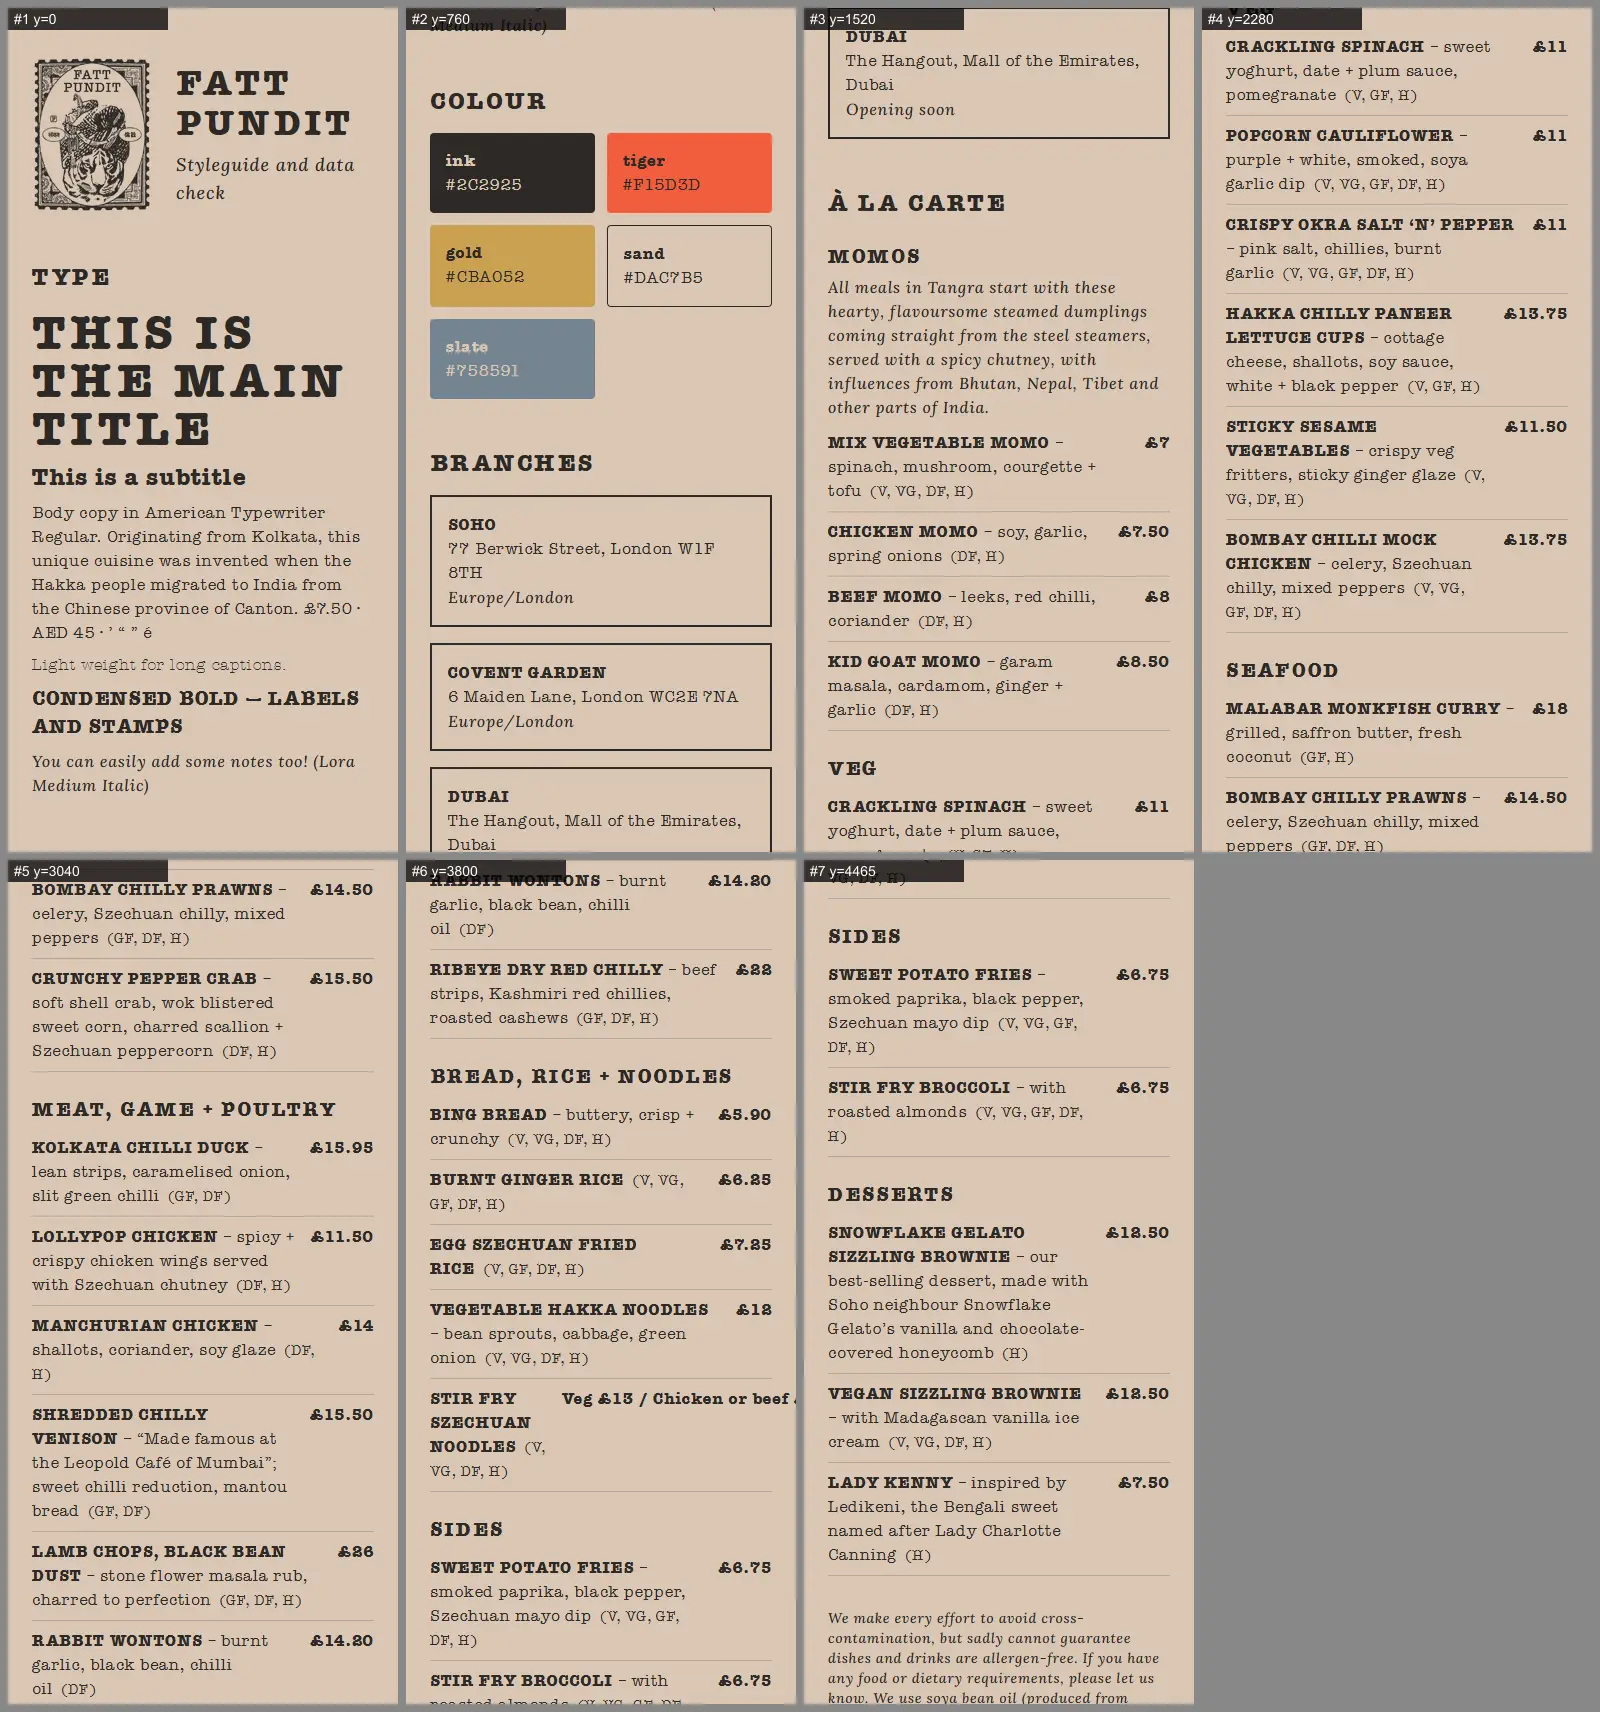 #1 y=0
FATT
PUNDIT
FATT
PUNDIT
Styleguide and data
check
TYPE
THIS IS
THE MAIN
TITLE
This is a subtitle
Body copy in American Typewriter
Regular. Originating from Kolkata, this
unique cuisine was invented when the
Hakka people migrated to India from
the Chinese province of Canton. £7.50 ·
AED 45 · ’ “ ” é
Light weight for long captions.
CONDENSED BOLD — LABELS
AND STAMPS
You can easily add some notes too! (Lora
Medium Italic)
#2 y=760
Medium Italic)
COLOUR
ink
#2C2925
tiger
#F15D3D
gold
#CBA052
sand
#DAC7B5
slate
#758591
BRANCHES
SOHO
77 Berwick Street, London W1F
8TH
Europe/London
COVENT GARDEN
6 Maiden Lane, London WC2E 7NA
Europe/London
DUBAI
The Hangout, Mall of the Emirates,
Dubai
#3 y=1520
DUBAI
The Hangout, Mall of the Emirates,
Dubai
Opening soon
À LA CARTE
MOMOS
All meals in Tangra start with these
hearty, flavoursome steamed dumplings
coming straight from the steel steamers,
served with a spicy chutney, with
influences from Bhutan, Nepal, Tibet and
other parts of India.
MIX VEGETABLE MOMO – £7
spinach, mushroom, courgette +
tofu (V, VG, DF, H)
CHICKEN MOMO – soy, garlic, £7.50
spring onions (DF, H)
BEEF MOMO – leeks, red chilli, £8
coriander (DF, H)
KID GOAT MOMO – garam £8.50
masala, cardamom, ginger +
garlic (DF, H)
VEG
CRACKLING SPINACH – sweet £11
yoghurt, date + plum sauce,
#4 y=2280
CRACKLING SPINACH – sweet £11
yoghurt, date + plum sauce,
pomegranate (V, GF, H)
POPCORN CAULIFLOWER – £11
purple + white, smoked, soya
garlic dip (V, VG, GF, DF, H)
CRISPY OKRA SALT ‘N’ PEPPER £11
– pink salt, chillies, burnt
garlic (V, VG, GF, DF, H)
HAKKA CHILLY PANEER £13.75
LETTUCE CUPS – cottage
cheese, shallots, soy sauce,
white + black pepper (V, GF, H)
STICKY SESAME £11.50
VEGETABLES – crispy veg
fritters, sticky ginger glaze (V,
VG, DF, H)
BOMBAY CHILLI MOCK £13.75
CHICKEN – celery, Szechuan
chilly, mixed peppers (V, VG,
GF, DF, H)
SEAFOOD
MALABAR MONKFISH CURRY – £18
grilled, saffron butter, fresh
coconut (GF, H)
BOMBAY CHILLY PRAWNS – £14.50
celery, Szechuan chilly, mixed
peppers (GF, DF, H)
#5 y=3040
BOMBAY CHILLY PRAWNS – £14.50
celery, Szechuan chilly, mixed
peppers (GF, DF, H)
CRUNCHY PEPPER CRAB – £15.50
soft shell crab, wok blistered
sweet corn, charred scallion +
Szechuan peppercorn (DF, H)
MEAT, GAME + POULTRY
KOLKATA CHILLI DUCK – £15.95
lean strips, caramelised onion,
slit green chilli (GF, DF)
LOLLYPOP CHICKEN – spicy + £11.50
crispy chicken wings served
with Szechuan chutney (DF, H)
MANCHURIAN CHICKEN – £14
shallots, coriander, soy glaze (DF,
H)
SHREDDED CHILLY £15.50
VENISON – “Made famous at
the Leopold Café of Mumbai”;
sweet chilli reduction, mantou
bread (GF, DF)
LAMB CHOPS, BLACK BEAN £26
DUST – stone flower masala rub,
charred to perfection (GF, DF, H)
RABBIT WONTONS – burnt £14.20
garlic, black bean, chilli
oil (DF)
#6 y=3800
RABBIT WONTONS – burnt £14.20
garlic, black bean, chilli
oil (DF)
RIBEYE DRY RED CHILLY – beef £22
strips, Kashmiri red chillies,
roasted cashews (GF, DF, H)
BREAD, RICE + NOODLES
BING BREAD – buttery, crisp + £5.90
crunchy (V, VG, DF, H)
BURNT GINGER RICE (V, VG, £6.25
GF, DF, H)
EGG SZECHUAN FRIED £7.25
RICE (V, GF, DF, H)
VEGETABLE HAKKA NOODLES £12
– bean sprouts, cabbage, green
onion (V, VG, DF, H)
STIR FRY Veg £13 / Chicken or beef
SZECHUAN
NOODLES (V,
VG, DF, H)
SIDES
SWEET POTATO FRIES – £6.75
smoked paprika, black pepper,
Szechuan mayo dip (V, VG, GF,
DF, H)
STIR FRY BROCCOLI – with £6.75
roasted almonds (V, VG, GF, DF,
#7 y=4465
VG, DF, H)
SIDES
SWEET POTATO FRIES – £6.75
smoked paprika, black pepper,
Szechuan mayo dip (V, VG, GF,
DF, H)
STIR FRY BROCCOLI – with £6.75
roasted almonds (V, VG, GF, DF,
H)
DESSERTS
SNOWFLAKE GELATO £12.50
SIZZLING BROWNIE – our
best-selling dessert, made with
Soho neighbour Snowflake
Gelato’s vanilla and chocolate-
covered honeycomb (H)
VEGAN SIZZLING BROWNIE £12.50
– with Madagascan vanilla ice
cream (V, VG, DF, H)
LADY KENNY – inspired by £7.50
Ledikeni, the Bengali sweet
named after Lady Charlotte
Canning (H)
We make every effort to avoid cross-
contamination, but sadly cannot guarantee
dishes and drinks are allergen-free. If you have
any food or dietary requirements, please let us
know. We use soya bean oil (produced from